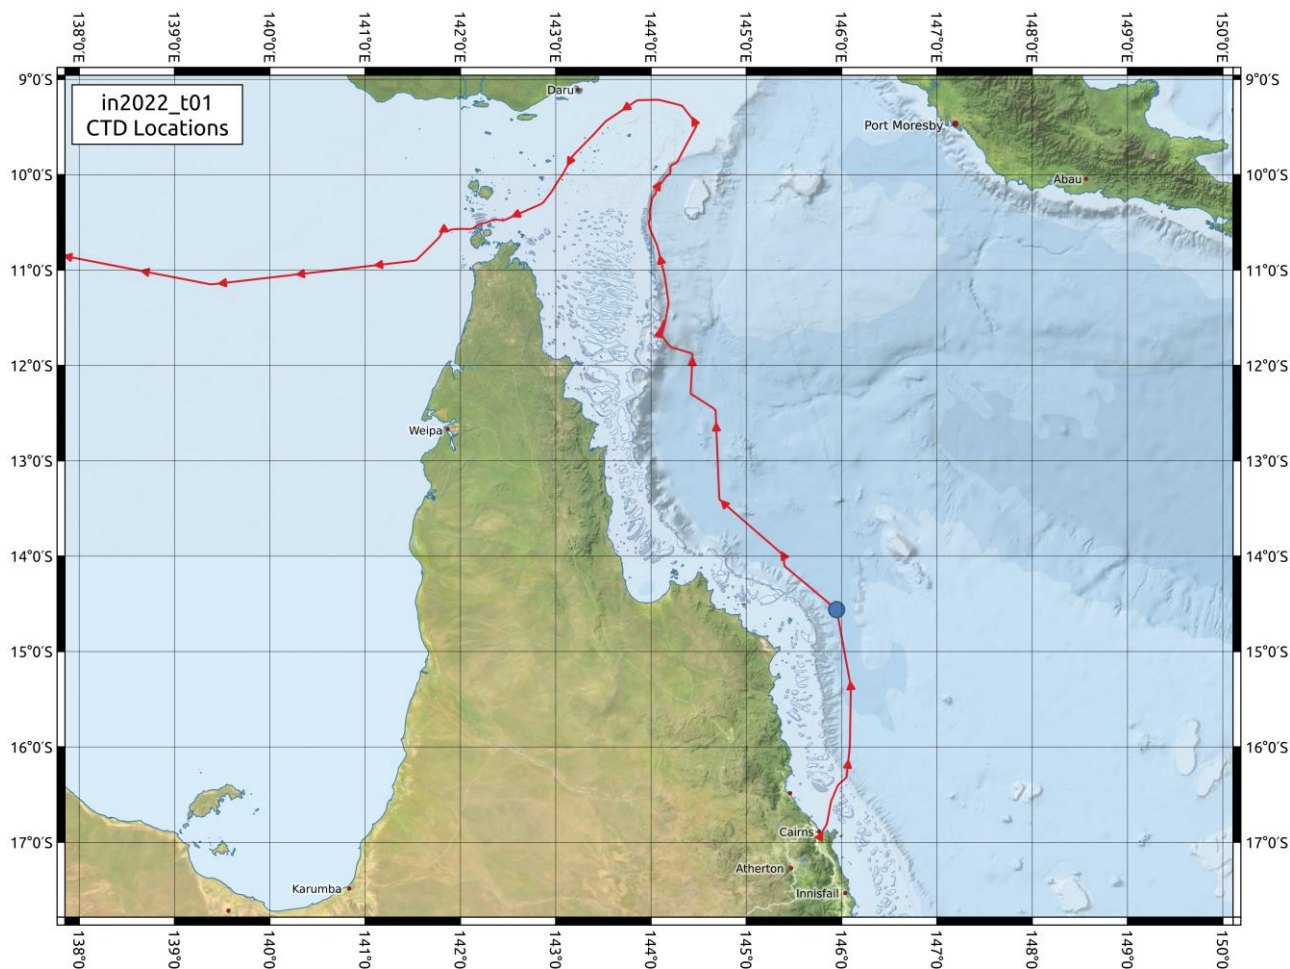 138°0'E 139°0'E 140°0'E 141°0'E 142°0'E 143°0'E 144°0'E 145°0'E 146°0'E 147°0'E 148°0'E 149°0'E 150°0'E
9°0'S 9°0'S
in2022_t01
CTD Locations
Daru
Port Moresby
10°0'S Abau 10°0'S
11°0'S 11°0'S
12°0'S 12°0'S
Weipa
13°0'S 13°0'S
14°0'S 14°0'S
15°0'S 15°0'S
16°0'S 16°0'S
Cairns
17°0'S 17°0'S
Atherton
Karumba
Innisfail
138°0' 139°0' 140°0' 141°0' 142°0' 143°0' 144°0' 145°0' 146°0' 147°0' 148°0' 149°0' 150°0'